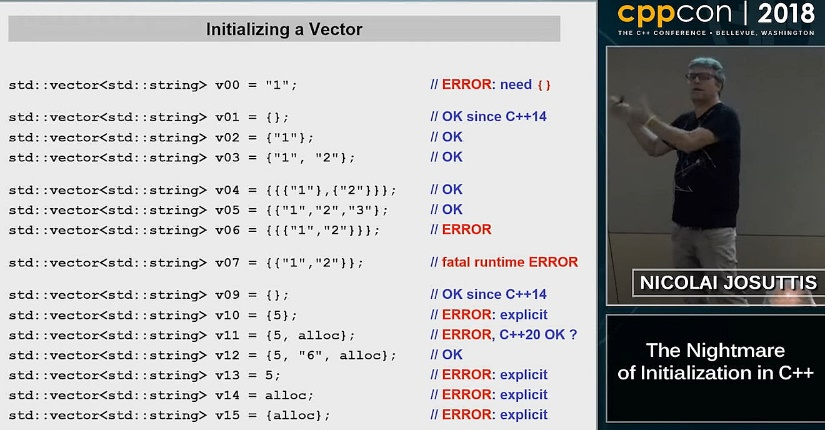 Initializing a Vector
std::vector<std::string> v00 = "1"; // ERROR: need {}
std::vector<std::string> v01 = {}; // OK since C++14
std::vector<std::string> v02 = {"1"}; // OK
std::vector<std::string> v03 = {"1", "2"}; // OK
std::vector<std::string> v04 = {{{"1"},{"2"}}}; // OK
std::vector<std::string> v05 = {{"1","2","3"}; // OK
std::vector<std::string> v06 = {{{"1","2"}}}; // ERROR
std::vector<std::string> v07 = {{"1","2"}}; // fatal runtime ERROR
std::vector<std::string> v09 = {}; // OK since C++14
std::vector<std::string> v10 = {5}; // ERROR: explicit
std::vector<std::string> v11 = {5, alloc}; // ERROR, C++20 OK ?
std::vector<std::string> v12 = {5, "6", alloc}; // OK
std::vector<std::string> v13 = 5; // ERROR: explicit
std::vector<std::string> v14 = alloc; // ERROR: explicit
std::vector<std::string> v15 = {alloc}; // ERROR: explicit
cppcon | 2018
THE C++ CONFERENCE • BELLEVUE, WASHINGTON
NICOLAI JOSUTTIS
The Nightmare
of Initialization in C++